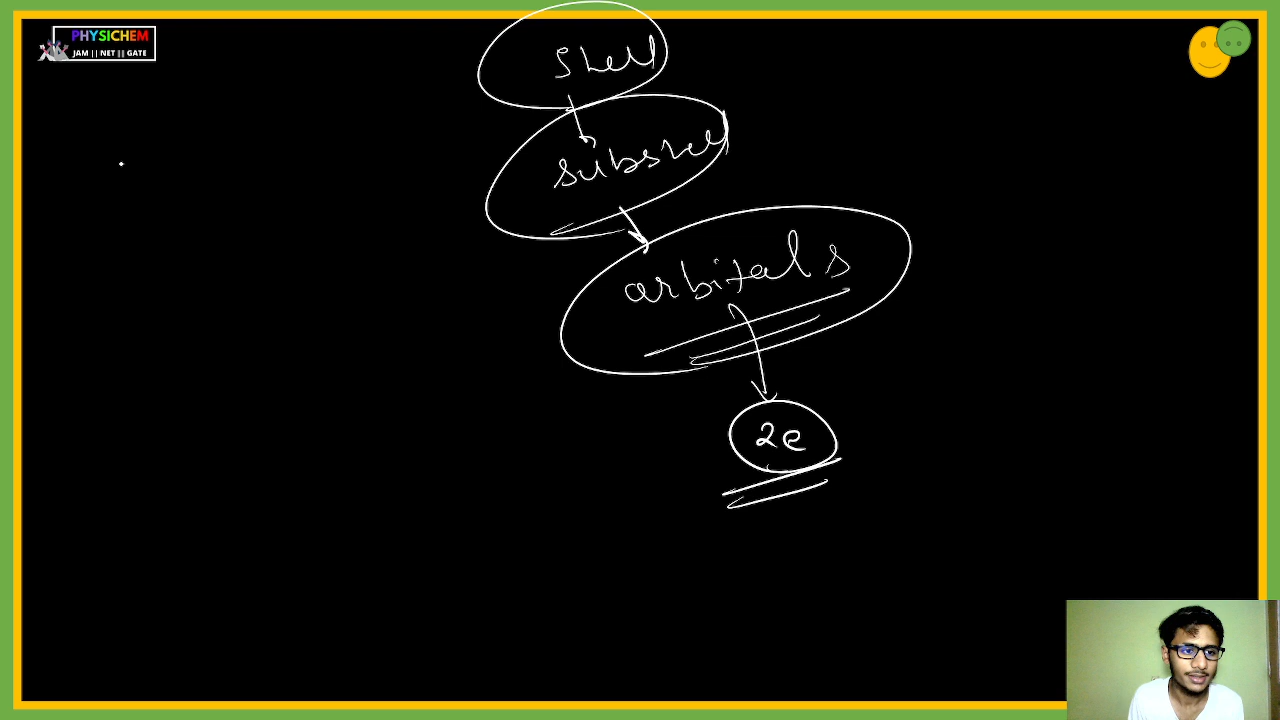 PHYSICHEM
JAM || NET || GATE
Shell
subshell
orbitals
2e